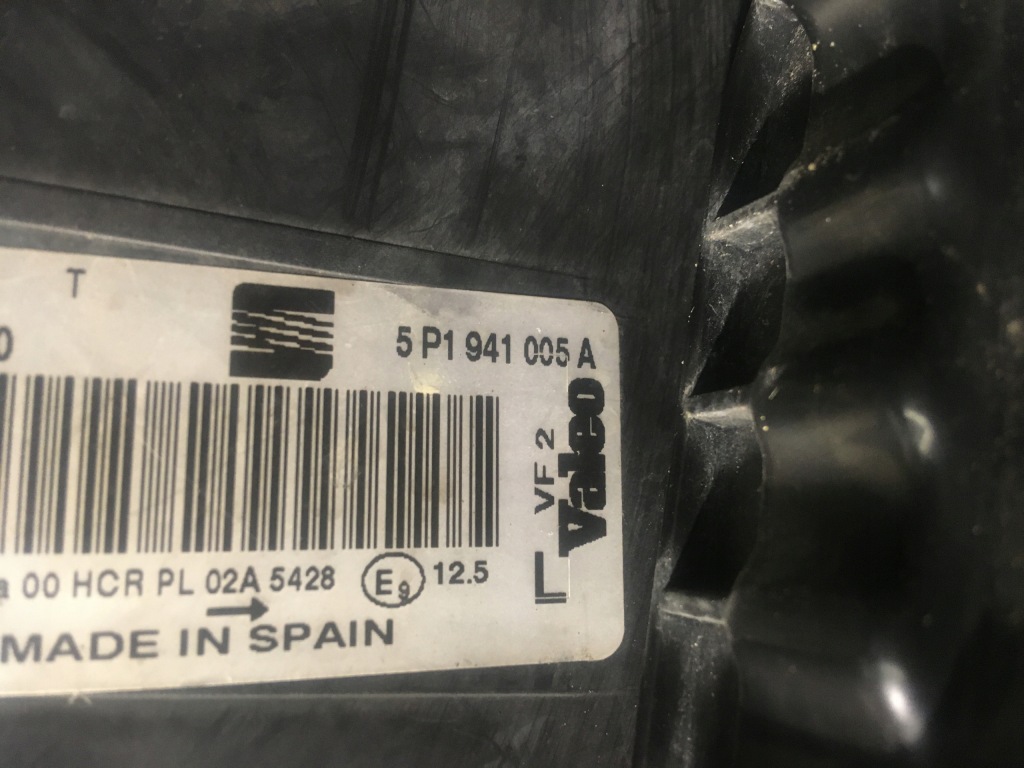 T
0
5 P1 941 005 A
VF 2
Valeo
L
a 00 HCR PL 02A 5428
E9
12.5
MADE IN SPAIN